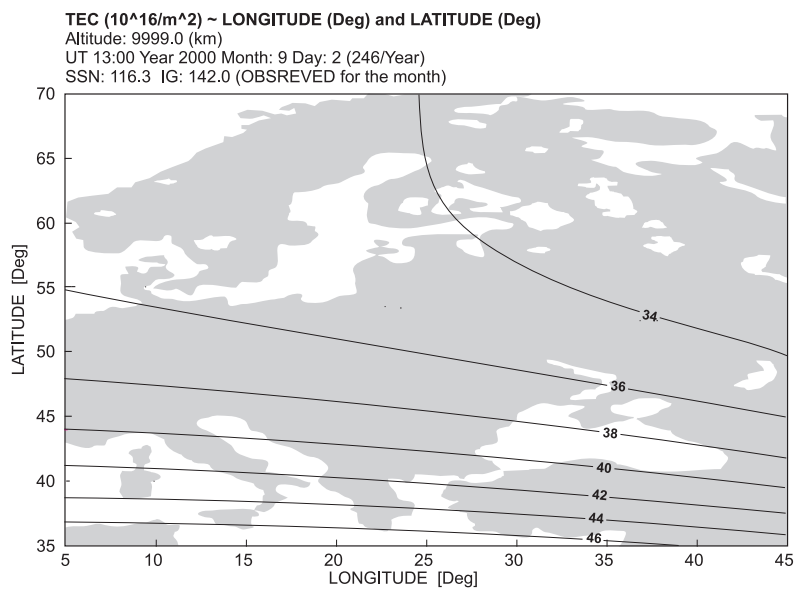 TEC (10^16/m^2) ~ LONGITUDE (Deg) and LATITUDE (Deg)
Altitude: 9999.0 (km)
UT 13:00 Year 2000 Month: 9 Day: 2 (246/Year)
SSN: 116.3 IG: 142.0 (OBSREVED for the month)
70
65
60
55
50
45
40
35
LATITUDE [Deg]
34
36
38
40
42
44
46
5 10 15 20 25 30 35 40 45
LONGITUDE [Deg]